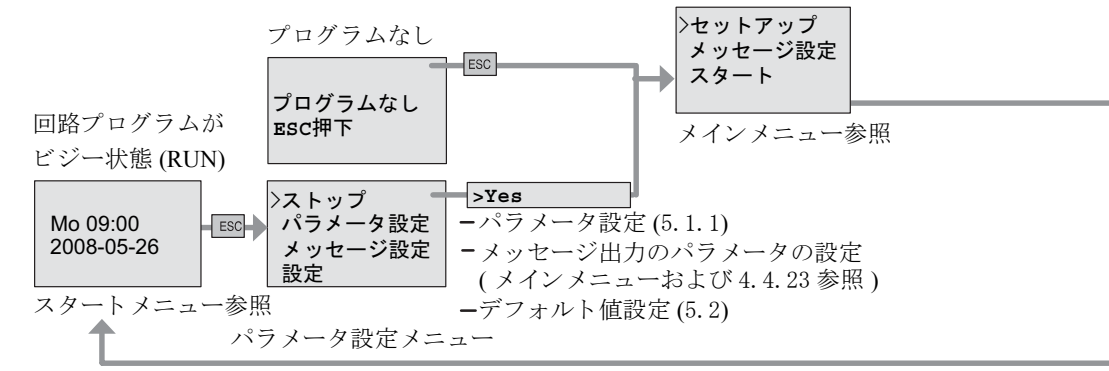 プログラムなし
ESC
>セットアップ
メッセージ設定
スタート
プログラムなし
ESC押下
メインメニュー参照
回路プログラムが
ビジー状態 (RUN)
Mo 09:00
2008-05-26
ESC
>ストップ
パラメータ設定
メッセージ設定
設定
>Yes
−パラメータ設定 (5.1.1)
−メッセージ出力のパラメータの設定
( メインメニューおよび 4.4.23 参照 )
−デフォルト値設定 (5.2)
スタートメニュー参照
パラメータ設定メニュー